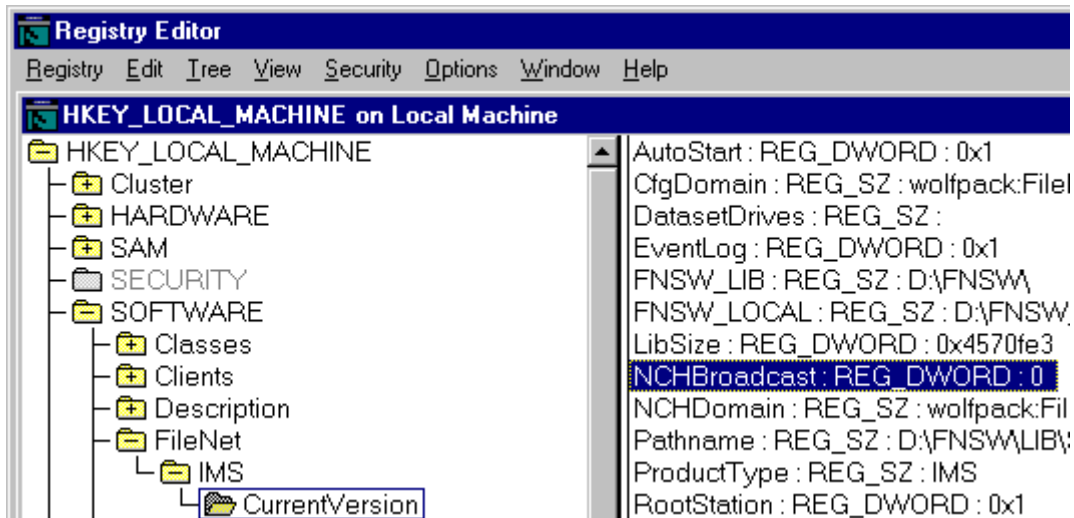 Registry Editor
Registry Edit Tree View Security Options Window Help
HKEY_LOCAL_MACHINE on Local Machine
HKEY_LOCAL_MACHINE
Cluster
HARDWARE
SAM
SECURITY
SOFTWARE
Classes
Clients
Description
FileNet
IMS
CurrentVersion
AutoStart : REG_DWORD : 0x1
CfgDomain : REG_SZ : wolfpack:File
DatasetDrives : REG_SZ :
EventLog : REG_DWORD : 0x1
FNSW_LIB : REG_SZ : D:\FNSW\
FNSW_LOCAL : REG_SZ : D:\FNSW_
LibSize : REG_DWORD : 0x4570fe3
NCHBroadcast : REG_DWORD : 0
NCHDomain : REG_SZ : wolfpack:Fil
Pathname : REG_SZ : D:\FNSW\LIB\
ProductType : REG_SZ : IMS
RootStation : REG_DWORD : 0x1